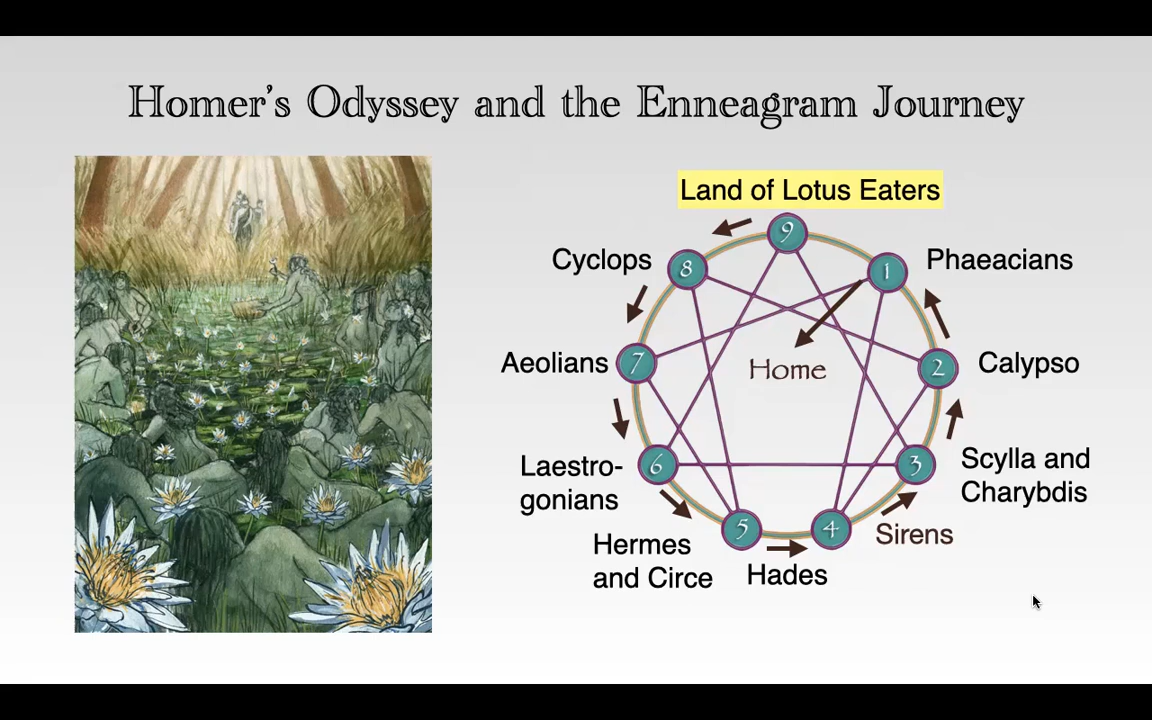 Homer's Odyssey and the Enneagram Journey
Land of Lotus Eaters
9
Cyclops
8
1
Phaeacians
Aeolians
7
Home
2
Calypso
Laestro-
gonians
6
3
Scylla and
Charybdis
Hermes
and Circe
5
4
Sirens
Hades